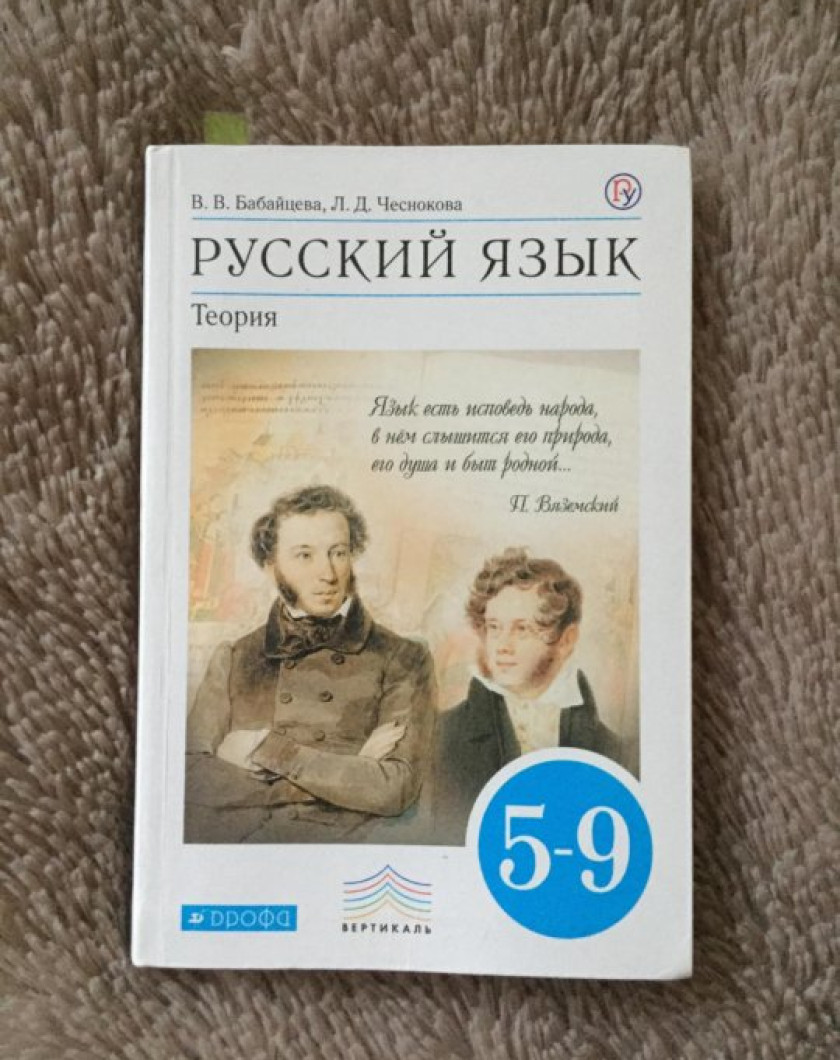 В. В. Бабайцева, Л. Д. Чеснокова
РУССКИЙ ЯЗЫК
Теория
Язык есть исповедь народа,
в нём слышится его природа,
его душа и быт родной...
П. Вяземский
5-9
дрофа
ВЕРТИКАЛЬ